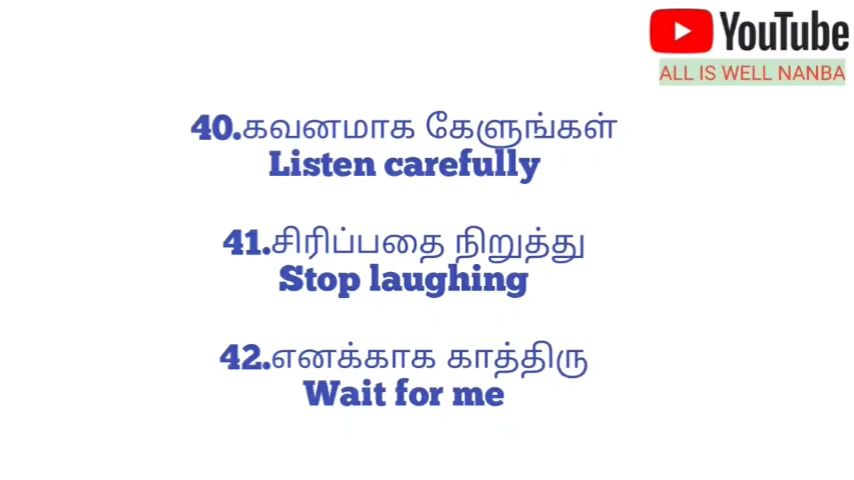 YouTube
ALL IS WELL NANBA
40.கவனமாக கேளுங்கள்
Listen carefully
41.சிரிப்பதை நிறுத்து
Stop laughing
42.எனக்காக காத்திரு
Wait for me